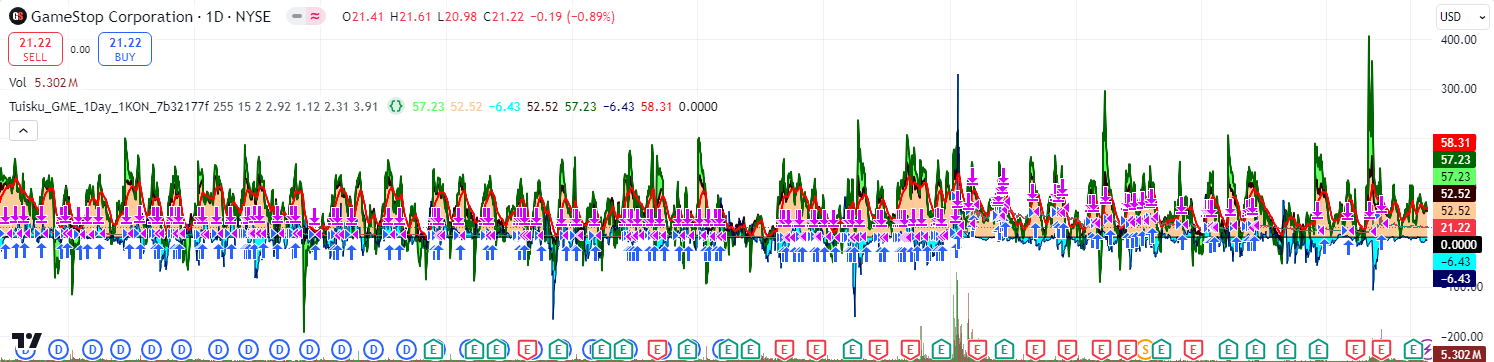 GameStop Corporation · 1D · NYSE O21.41 H21.61 L20.98 C21.22 −0.19 (−0.89%)
USD
21.22 SELL
0.00
21.22 BUY
Vol 5.302 M
Tuisku_GME_1Day_1KON_7b32177f 255 15 2 2.92 1.12 2.31 3.91 {} 57.23 52.52 −6.43 52.52 57.23 −6.43 58.31 0.0000
400.00
300.00
58.31
57.23
57.23
52.52
52.52
21.22
0.0000
−6.43
−6.43
−200.00
5.302 M
D D D D D D D D D D D D E E E E E E E E E E E E E E E E E E E E E E S E E E E E E E E E